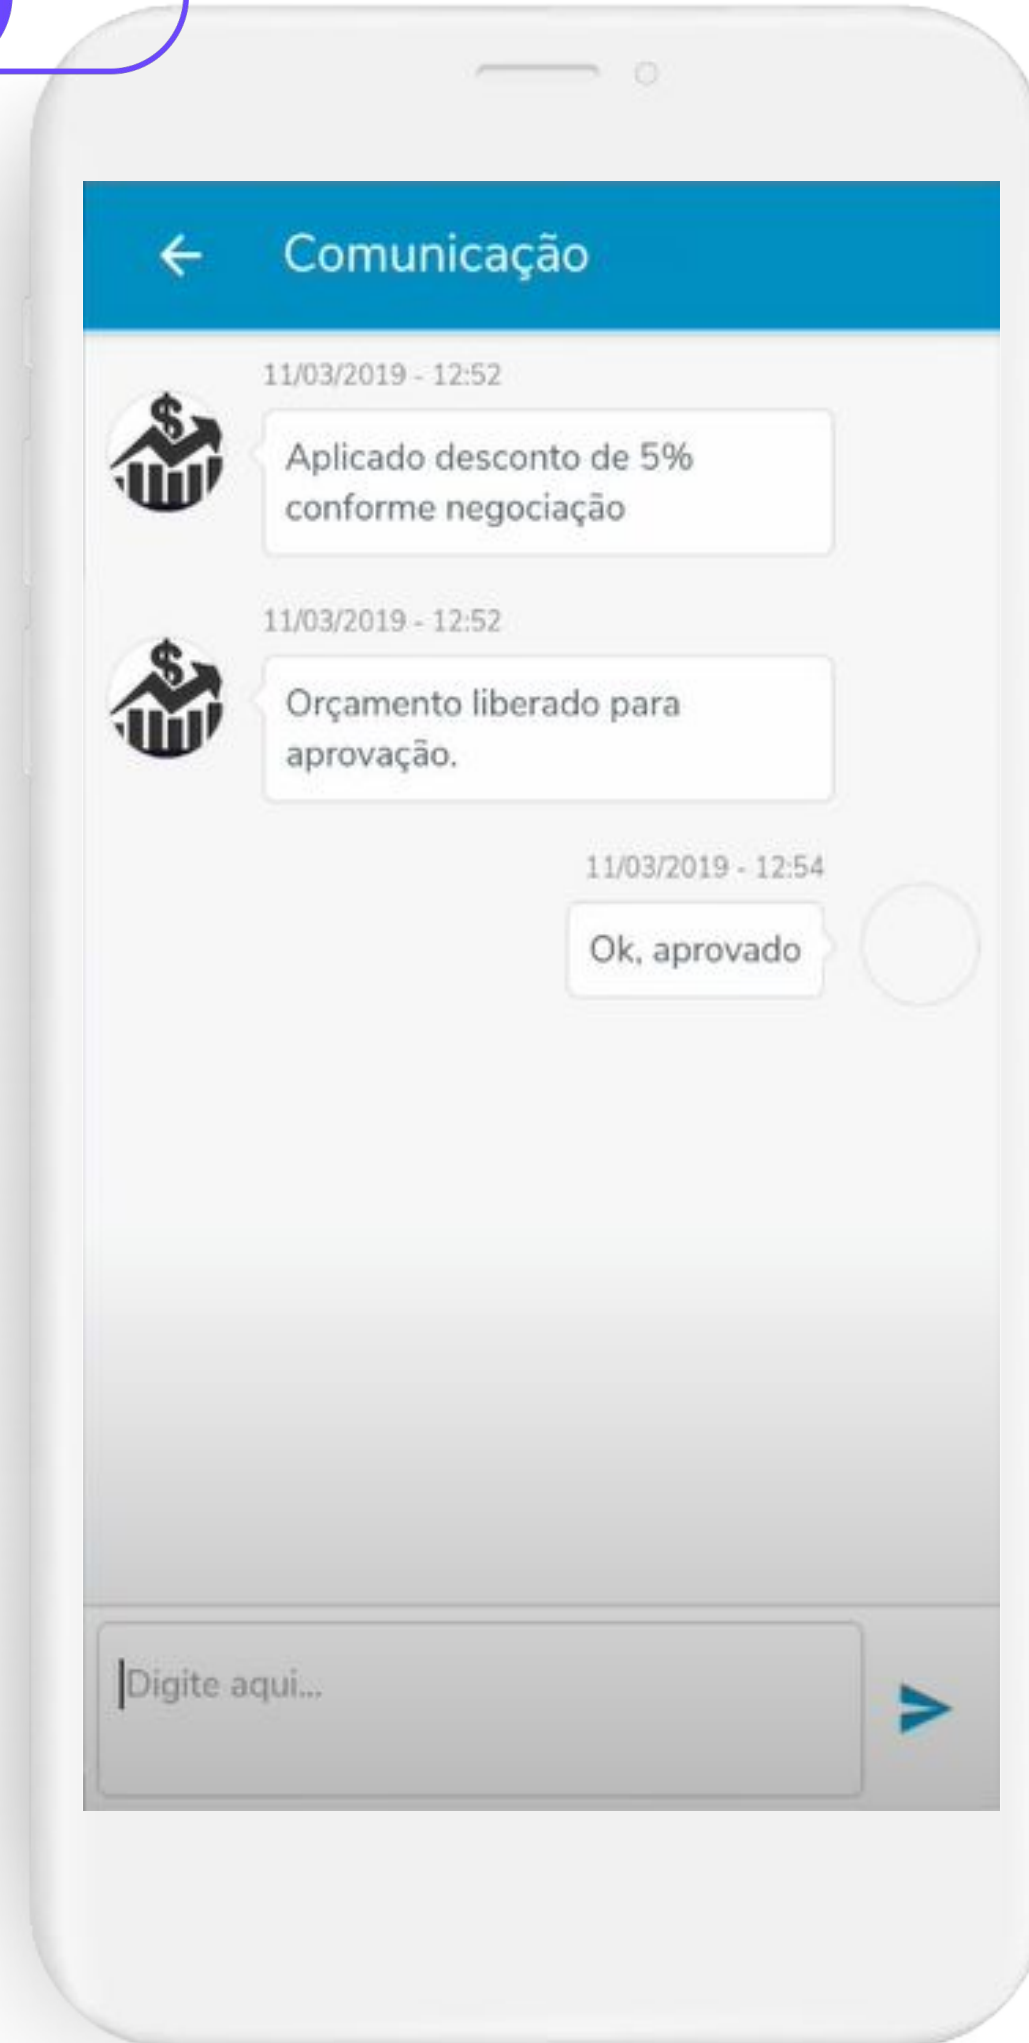 Comunicação
11/03/2019 - 12:52
Aplicado desconto de 5%
conforme negociação
11/03/2019 - 12:52
Orçamento liberado para
aprovação.
11/03/2019 - 12:54
Ok, aprovado
Digite aqui...